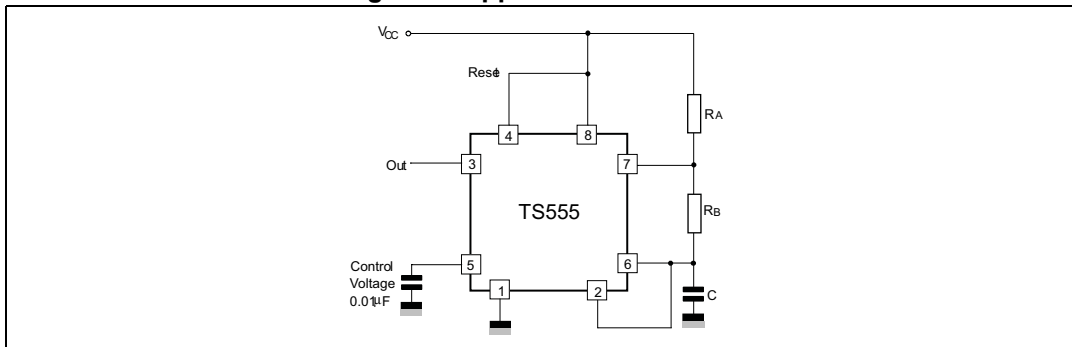 VCC
Reset
RA
4
8
3
7
Out
TS555
RB
5
6
Control
Voltage
0.01µF
1
2
C